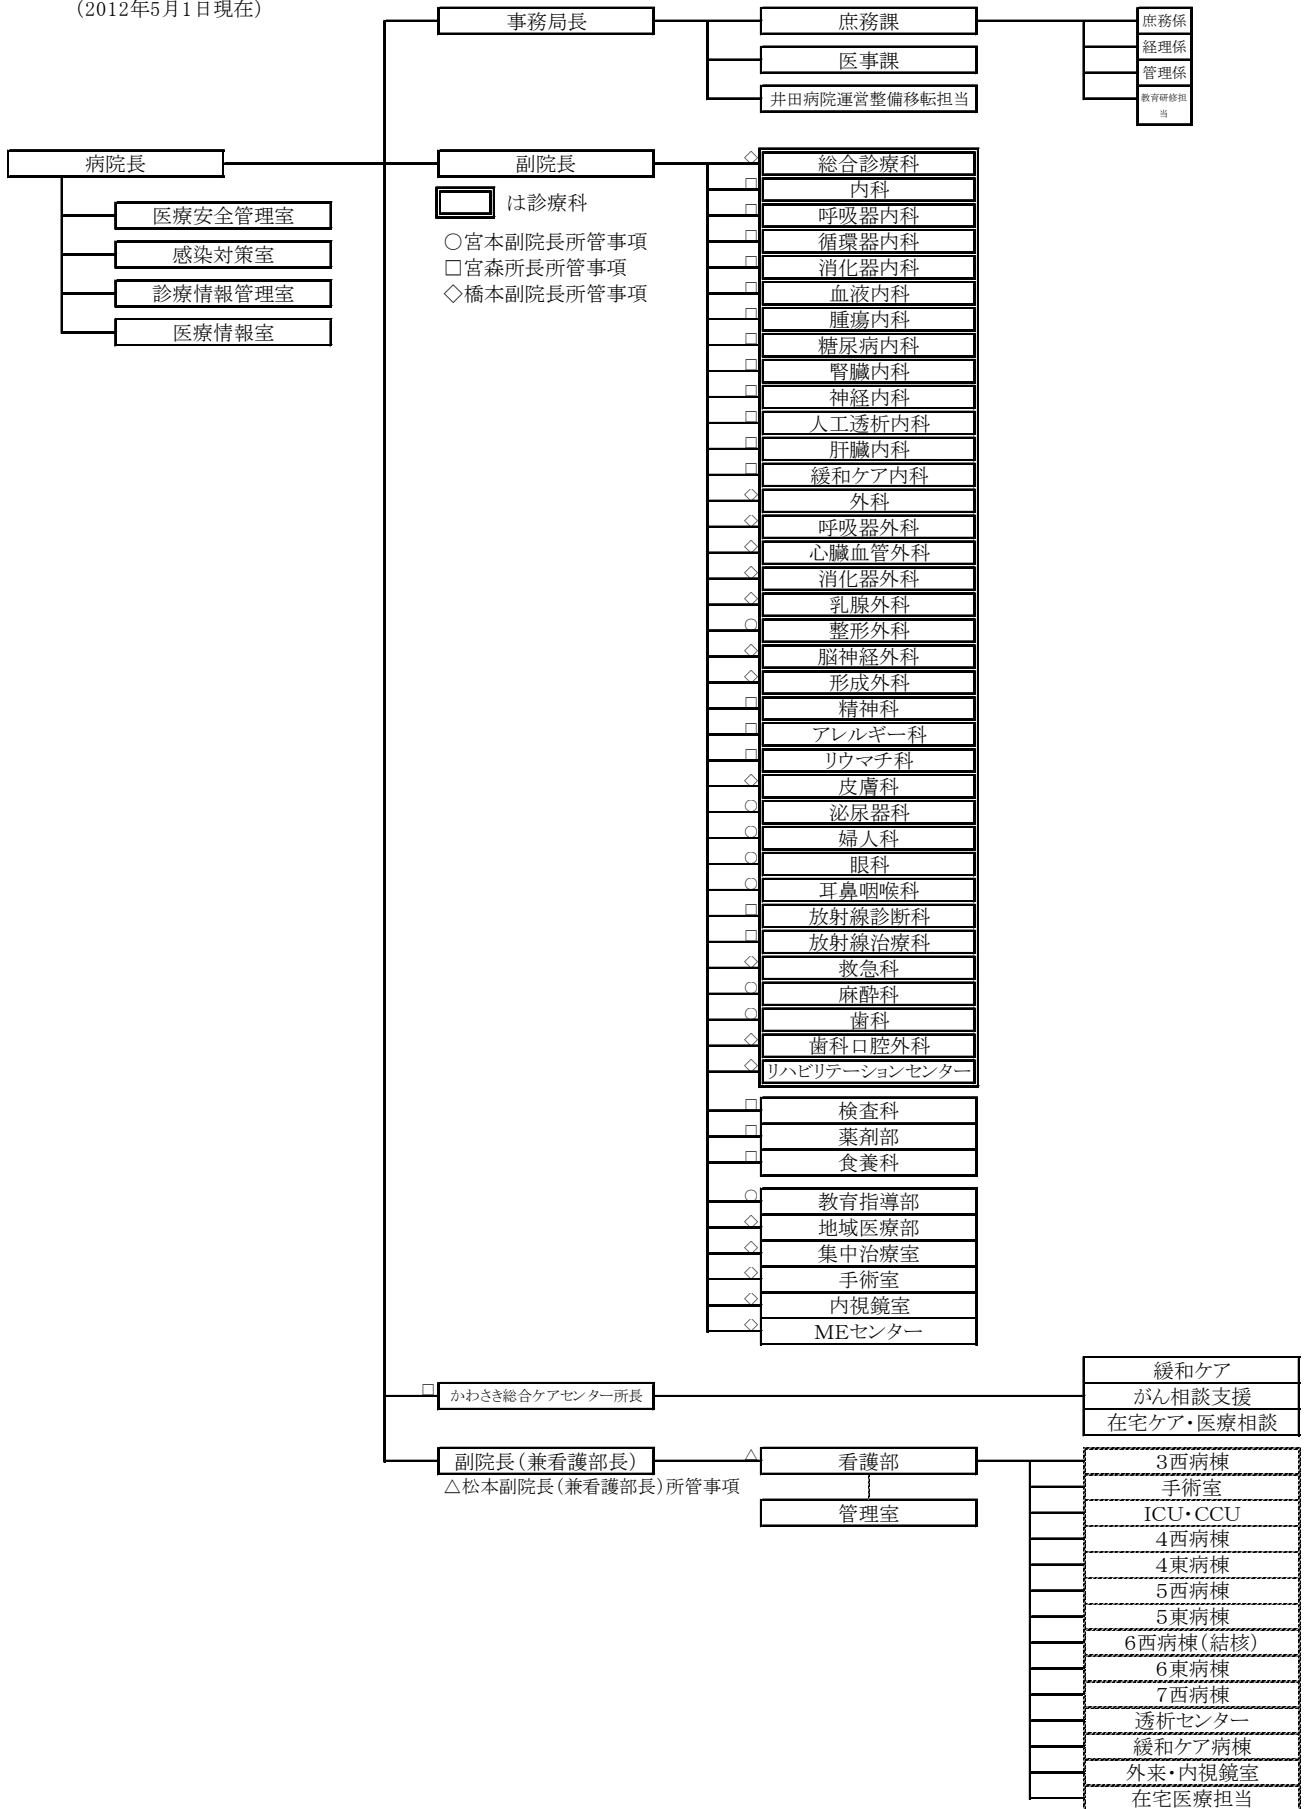 (2012年5月1日現在)
事務局長
庶務課
庶務係
経理係
管理係
教育研修担
当
医事課
井田病院運営整備移転担当
病院長
医療安全管理室
感染対策室
診療情報管理室
医療情報室
副院長
は診療科
○宮本副院長所管事項
□宮森所長所管事項
◇橋本副院長所管事項
◇ 総合診療科
□ 内科
□ 呼吸器内科
□ 循環器内科
□ 消化器内科
□ 血液内科
□ 腫瘍内科
□ 糖尿病内科
□ 腎臓内科
□ 神経内科
□ 人工透析内科
□ 肝臓内科
□ 緩和ケア内科
◇ 外科
◇ 呼吸器外科
◇ 心臓血管外科
◇ 消化器外科
◇ 乳腺外科
○ 整形外科
◇ 脳神経外科
◇ 形成外科
□ 精神科
□ アレルギー科
□ リウマチ科
◇ 皮膚科
○ 泌尿器科
○ 婦人科
○ 眼科
○ 耳鼻咽喉科
□ 放射線診断科
□ 放射線治療科
◇ 救急科
○ 麻酔科
○ 歯科
◇ 歯科口腔外科
◇ リハビリテーションセンター
□ 検査科
□ 薬剤部
□ 食養科
○ 教育指導部
◇ 地域医療部
◇ 集中治療室
◇ 手術室
◇ 内視鏡室
◇ MEセンター
□ かわさき総合ケアセンター所長
緩和ケア
がん相談支援
在宅ケア・医療相談
副院長(兼看護部長)
△松本副院長(兼看護部長)所管事項
△ 看護部
管理室
3西病棟
手術室
ICU・CCU
4西病棟
4東病棟
5西病棟
5東病棟
6西病棟(結核)
6東病棟
7西病棟
透析センター
緩和ケア病棟
外来・内視鏡室
在宅医療担当